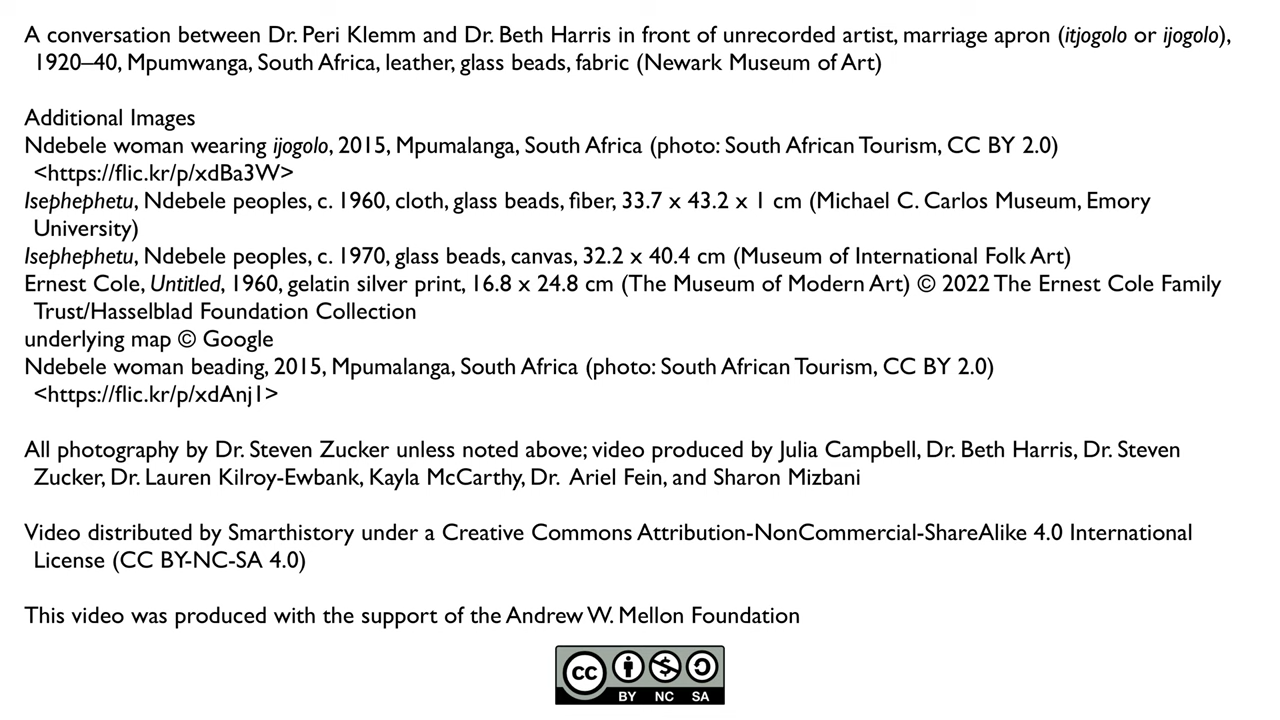 A conversation between Dr. Peri Klemm and Dr. Beth Harris in front of unrecorded artist, marriage apron (itjogolo or ijogolo),
1920–40, Mpumwanga, South Africa, leather, glass beads, fabric (Newark Museum of Art)
Additional Images
Ndebele woman wearing ijogolo, 2015, Mpumalanga, South Africa (photo: South African Tourism, CC BY 2.0)
<https://flic.kr/p/xdBa3W>
Isephephetu, Ndebele peoples, c. 1960, cloth, glass beads, fiber, 33.7 x 43.2 x 1 cm (Michael C. Carlos Museum, Emory
University)
Isephephetu, Ndebele peoples, c. 1970, glass beads, canvas, 32.2 x 40.4 cm (Museum of International Folk Art)
Ernest Cole, Untitled, 1960, gelatin silver print, 16.8 x 24.8 cm (The Museum of Modern Art) © 2022 The Ernest Cole Family
Trust/Hasselblad Foundation Collection
underlying map © Google
Ndebele woman beading, 2015, Mpumalanga, South Africa (photo: South African Tourism, CC BY 2.0)
<https://flic.kr/p/xdAnj1>
All photography by Dr. Steven Zucker unless noted above; video produced by Julia Campbell, Dr. Beth Harris, Dr. Steven
Zucker, Dr. Lauren Kilroy-Ewbank, Kayla McCarthy, Dr. Ariel Fein, and Sharon Mizbani
Video distributed by Smarthistory under a Creative Commons Attribution-NonCommercial-ShareAlike 4.0 International
License (CC BY-NC-SA 4.0)
This video was produced with the support of the Andrew W. Mellon Foundation
cc
BY NC SA